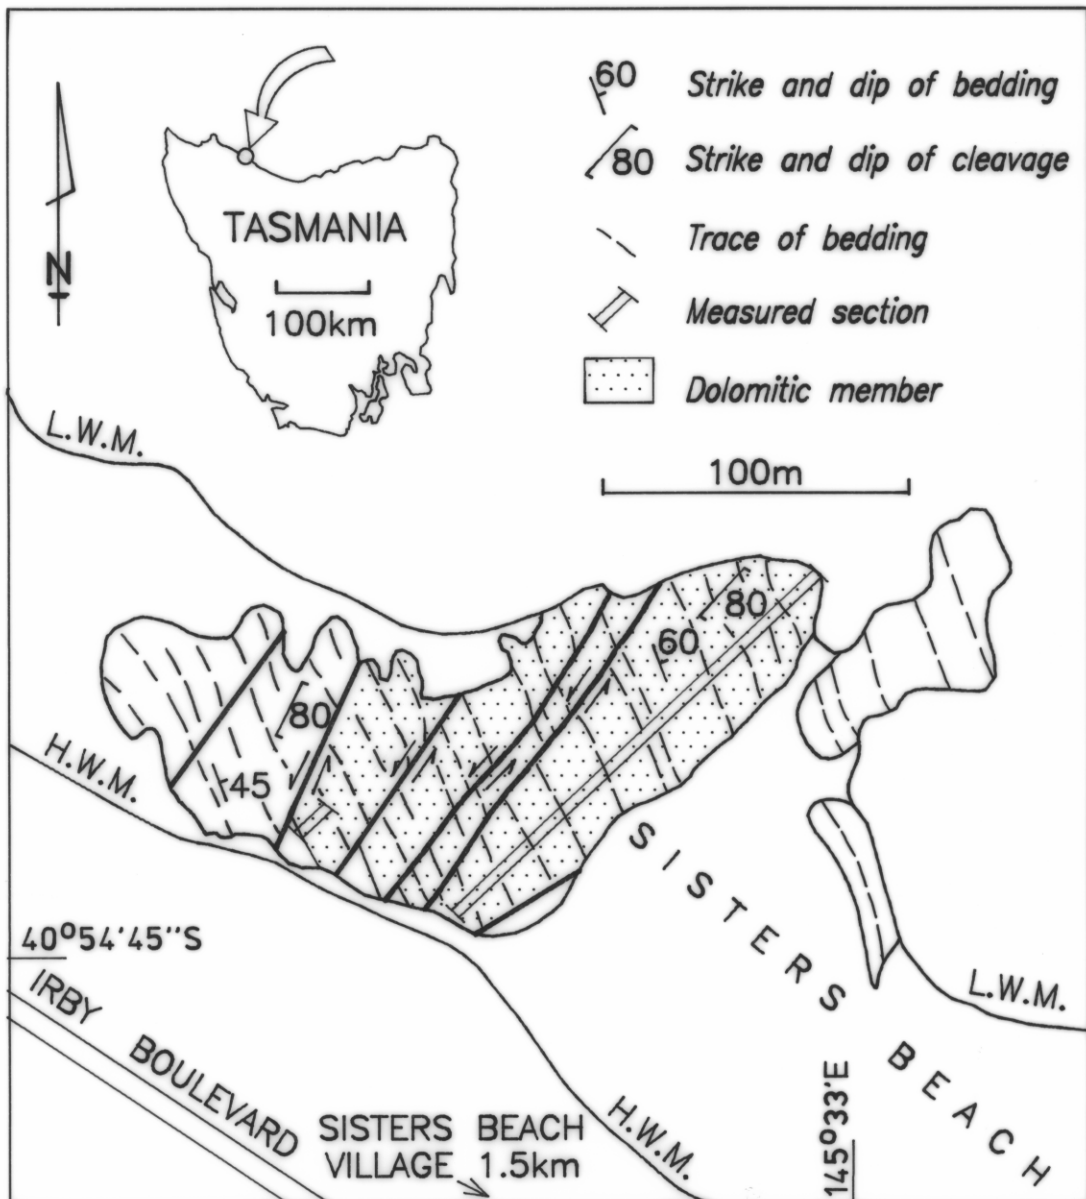 60 Strike and dip of bedding
80 Strike and dip of cleavage
Trace of bedding
Measured section
Dolomitic member
N
TASMANIA
100km
L.W.M.
100m
80
60
80
45
H.W.M.
SISTERS BEACH
40°54'45''S
L.W.M.
IRBY BOULEVARD
SISTERS BEACH
VILLAGE 1.5km
H.W.M.
145°33'E